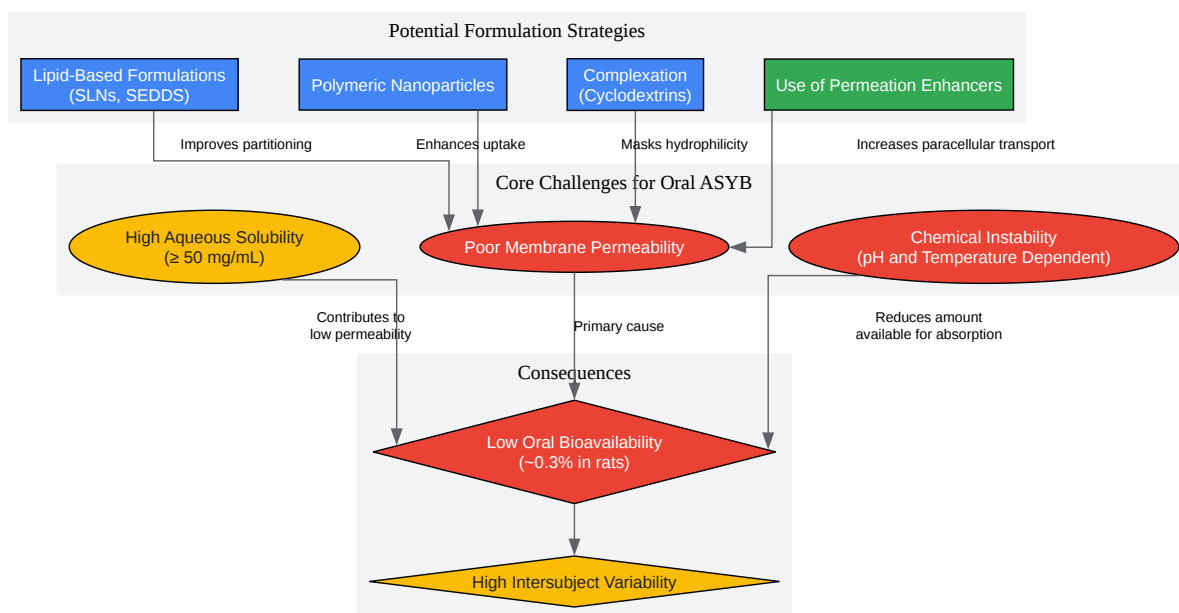 Potential Formulation Strategies
Lipid-Based Formulations
(SLNs, SEDDS)
Polymeric Nanoparticles
Complexation
(Cyclodextrins)
Use of Permeation Enhancers
Improves partitioning
Enhances uptake
Masks hydrophilicity
Increases paracellular transport
Core Challenges for Oral ASYB
High Aqueous Solubility
(≥ 50 mg/mL)
Poor Membrane Permeability
Chemical Instability
(pH and Temperature Dependent)
Contributes to
low permeability
Primary cause
Reduces amount
available for absorption
Consequences
Low Oral Bioavailability
(~0.3% in rats)
High Intersubject Variability